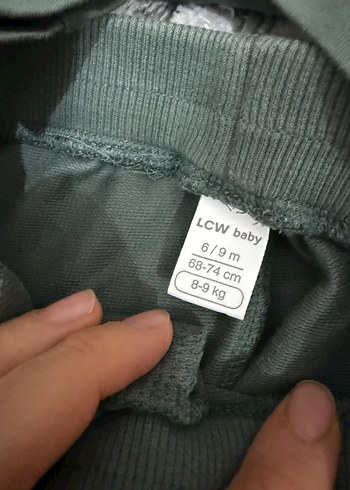 LCW baby
6 / 9 m
68-74 cm
8-9 kg